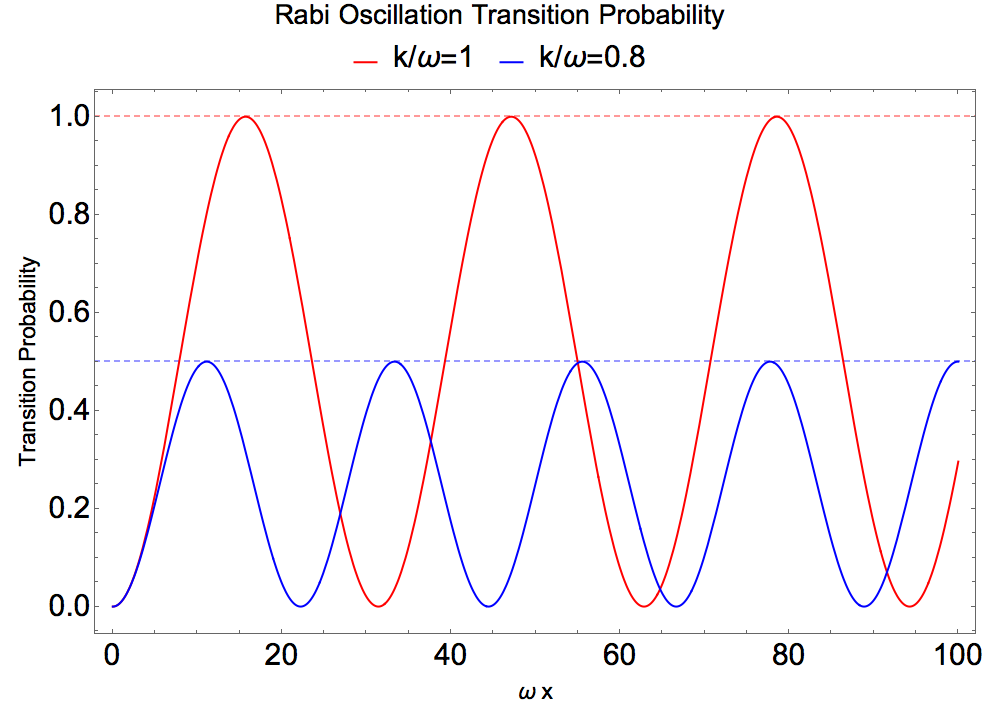 Rabi Oscillation Transition Probability
k/ω=1 k/ω=0.8
Transition Probability
1.0
0.8
0.6
0.4
0.2
0.0
0 20 40 60 80 100
ω x